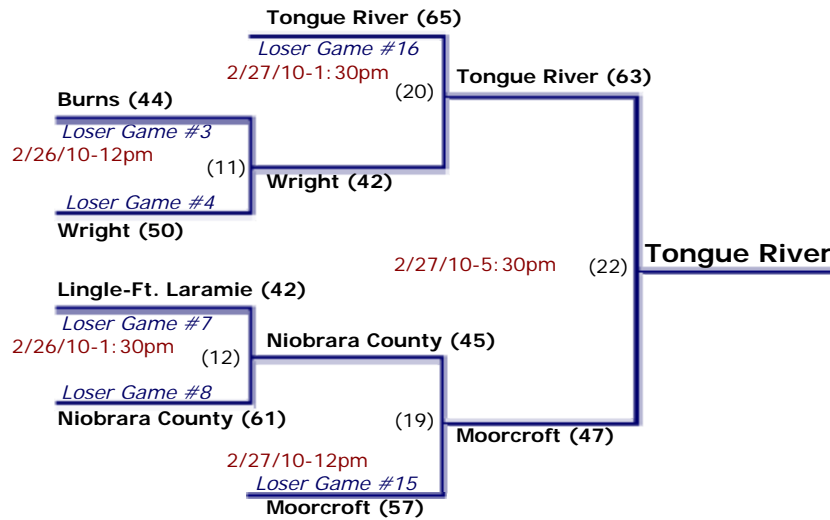 Tongue River (65)
Loser Game #16
2/27/10-1:30pm
(20)
Tongue River (63)
Burns (44)
Loser Game #3
2/26/10-12pm
(11)
Wright (42)
Loser Game #4
Wright (50)
2/27/10-5:30pm
(22)
Tongue River
Lingle-Ft. Laramie (42)
Loser Game #7
2/26/10-1:30pm
(12)
Niobrara County (45)
Loser Game #8
Niobrara County (61)
(19)
Moorcroft (47)
2/27/10-12pm
Loser Game #15
Moorcroft (57)